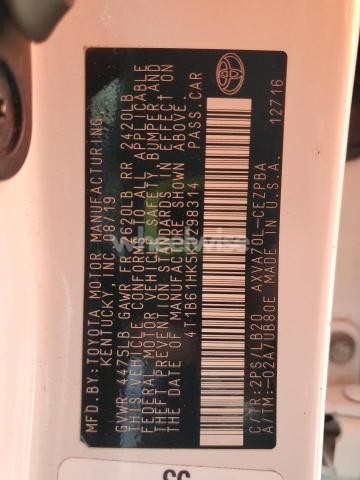 MFD.BY: TOYOTA MOTOR MANUFACTURING,
KENTUCKY, INC. 08/19
GVWR 4475LB GAWR FR 2620LB RR 2420LB
THIS VEHICLE CONFORMS TO ALL APPLICABLE
FEDERAL MOTOR VEHICLE SAFETY, BUMPER AND
THEFT PREVENTION STANDARDS IN EFFECT ON
THE DATE OF MANUFACTURE SHOWN ABOVE.
PASS.CAR
C/TR:2PS/LB20 AXVA70L-CEZPBA
A/TM:-02A/UB80E MADE IN U.S.A.
12716
TOYOTA